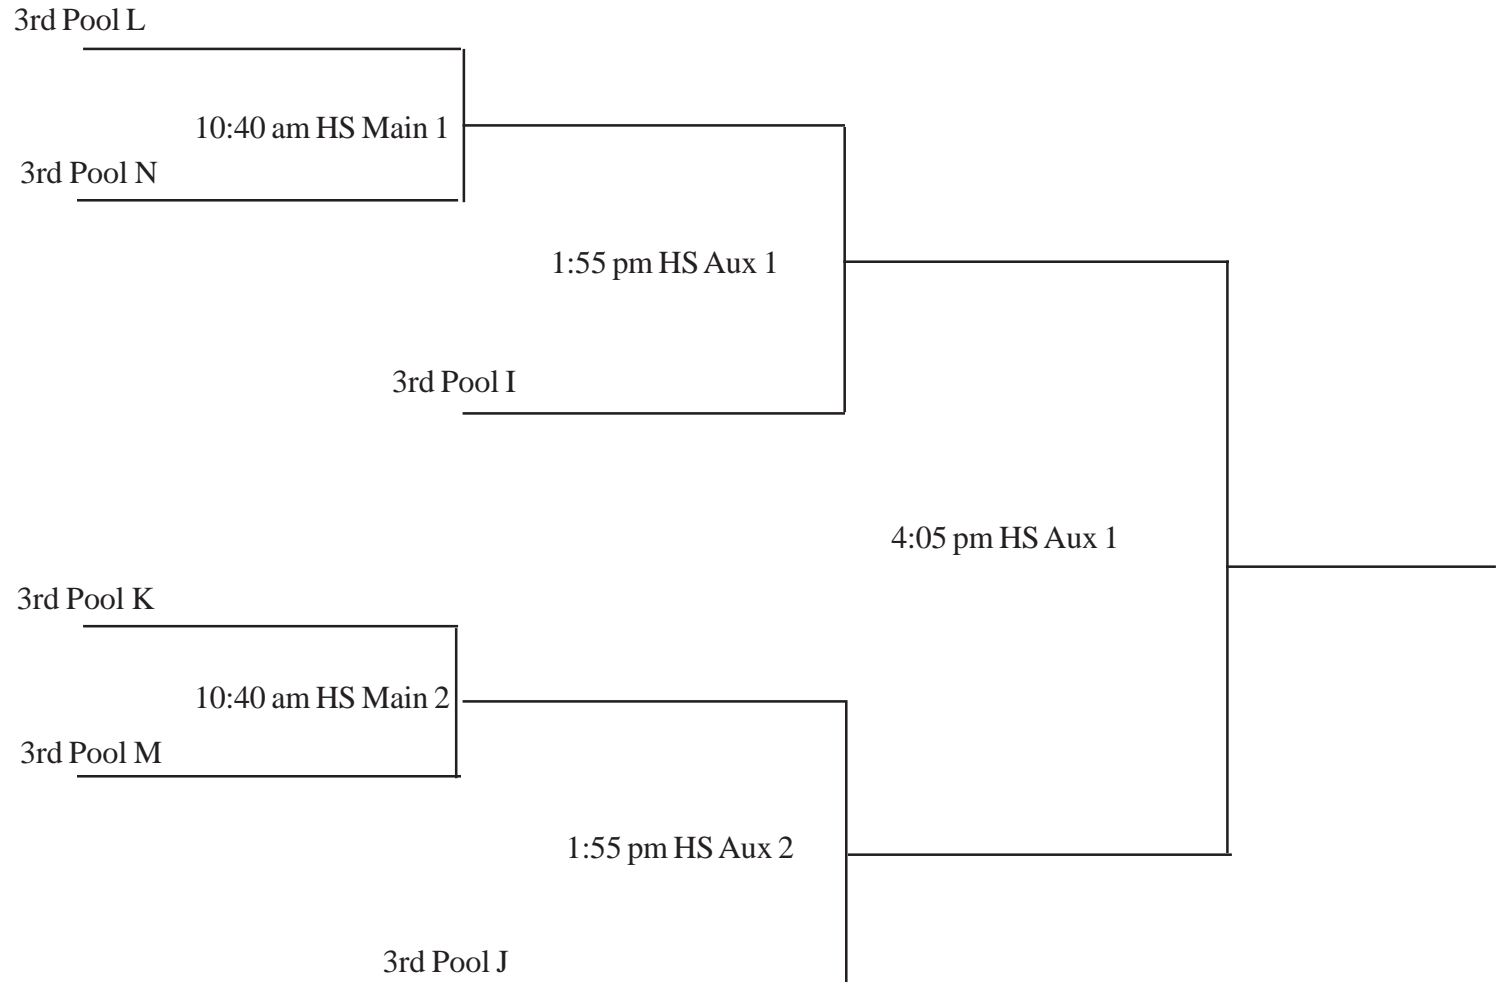 3rd Pool L
10:40 am HS Main 1
3rd Pool N
1:55 pm HS Aux 1
3rd Pool I
4:05 pm HS Aux 1
3rd Pool K
10:40 am HS Main 2
3rd Pool M
1:55 pm HS Aux 2
3rd Pool J